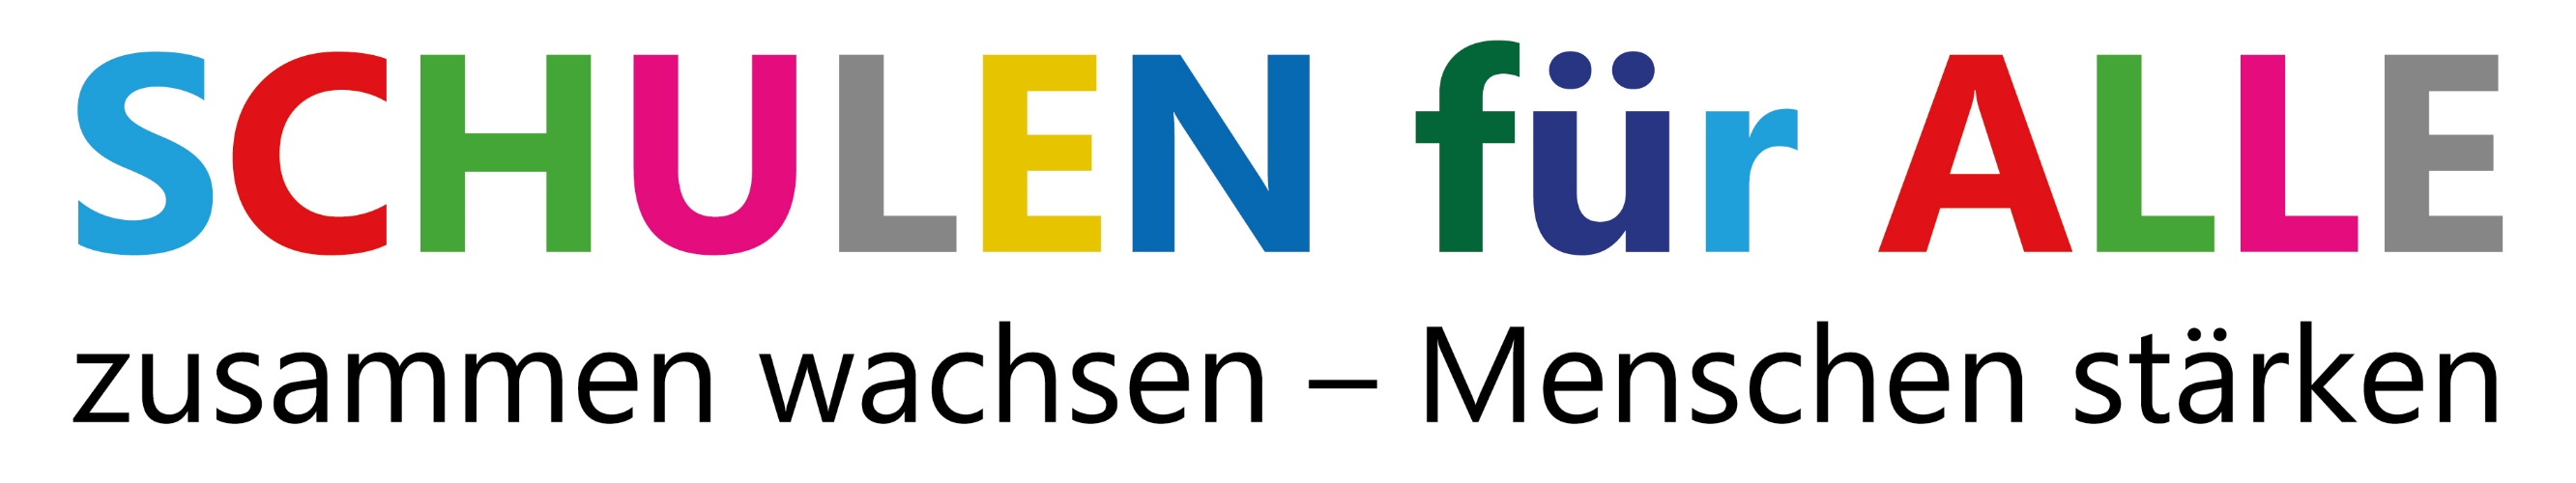 SCHULEN für ALLE
zusammen wachsen – Menschen stärken